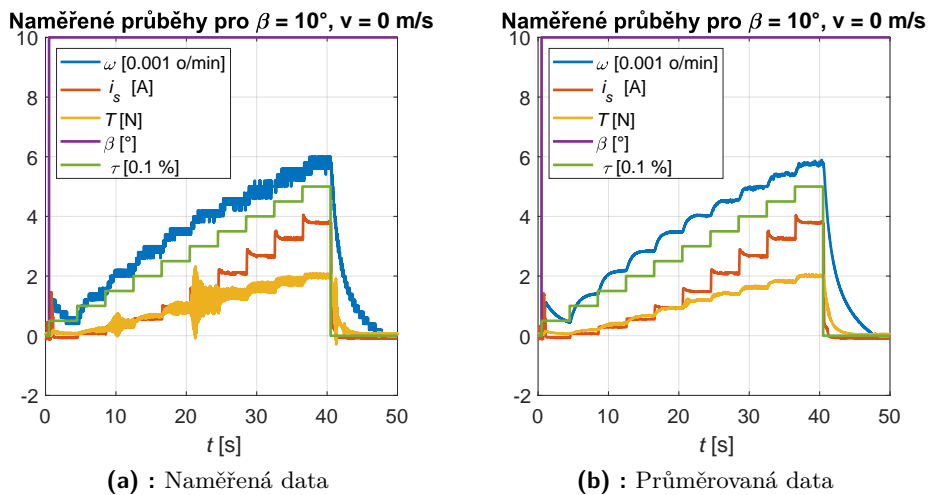 Naměřené průběhy pro β = 10°, v = 0 m/s
10
8
6
4
2
0
-2
0 10 20 30 40 50
t [s]
ω [0.001 o/min]
i_s [A]
T [N]
β [°]
τ [0.1 %]
(a) : Naměřená data
Naměřené průběhy pro β = 10°, v = 0 m/s
10
8
6
4
2
0
-2
0 10 20 30 40 50
t [s]
ω [0.001 o/min]
i_s [A]
T [N]
β [°]
τ [0.1 %]
(b) : Průměrovaná data